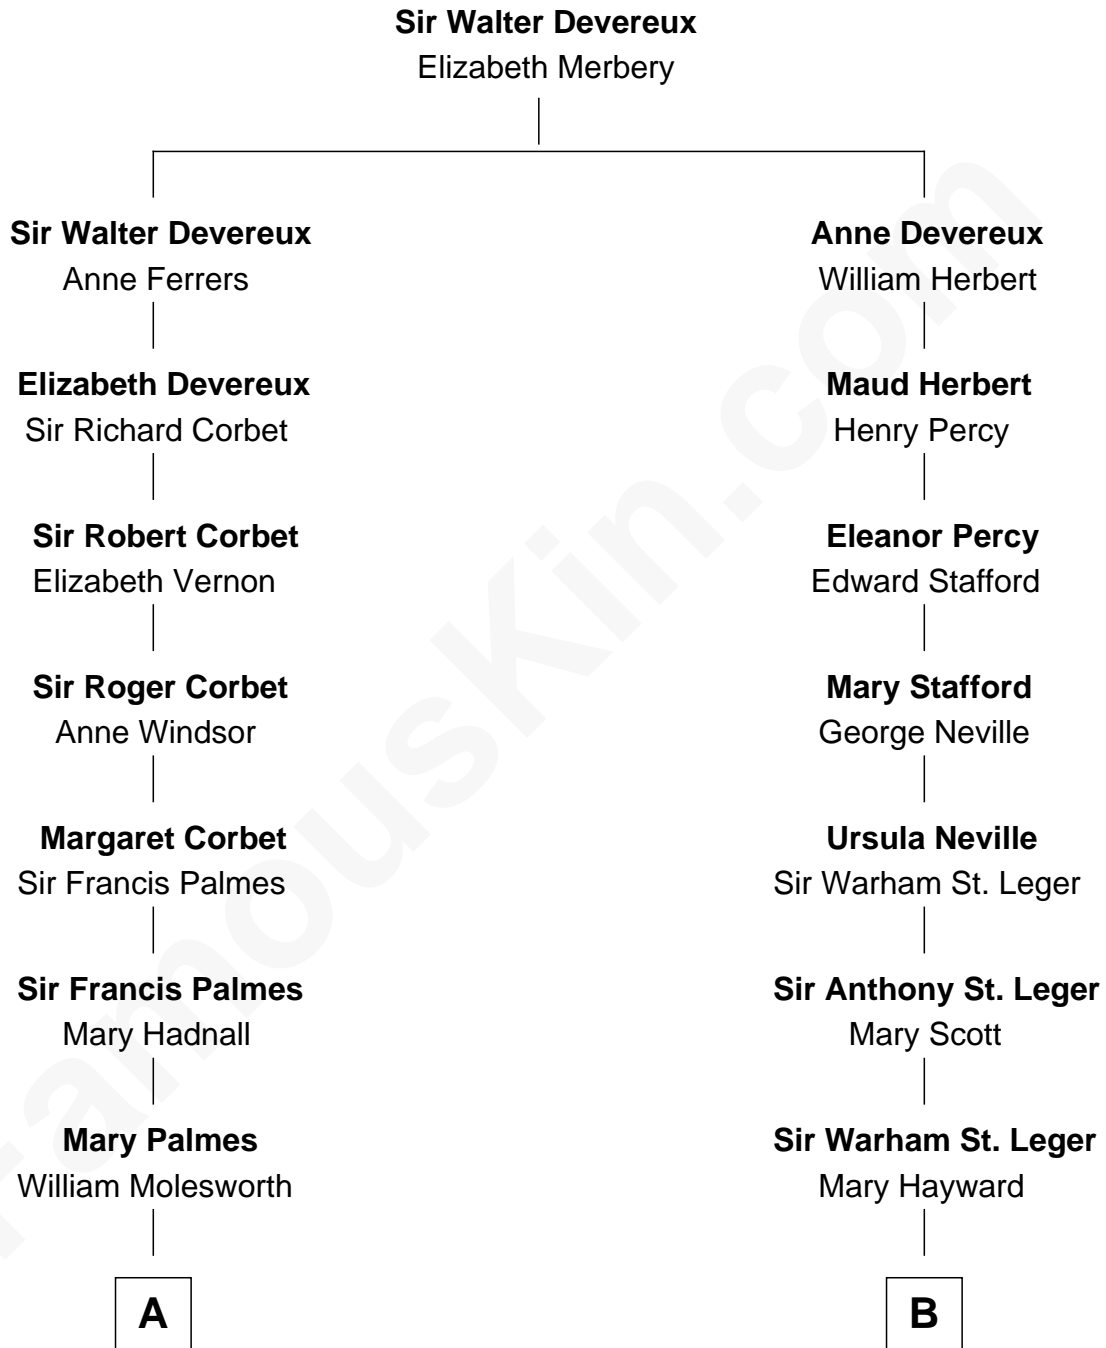 Sir Walter Devereux
Elizabeth Merbery
Sir Walter Devereux
Anne Ferrers
Elizabeth Devereux
Sir Richard Corbet
Sir Robert Corbet
Elizabeth Vernon
Sir Roger Corbet
Anne Windsor
Margaret Corbet
Sir Francis Palmes
Sir Francis Palmes
Mary Hadnall
Mary Palmes
William Molesworth
A
Anne Devereux
William Herbert
Maud Herbert
Henry Percy
Eleanor Percy
Edward Stafford
Mary Stafford
George Neville
Ursula Neville
Sir Warham St. Leger
Sir Anthony St. Leger
Mary Scott
Sir Warham St. Leger
Mary Hayward
B
FamousKin.com